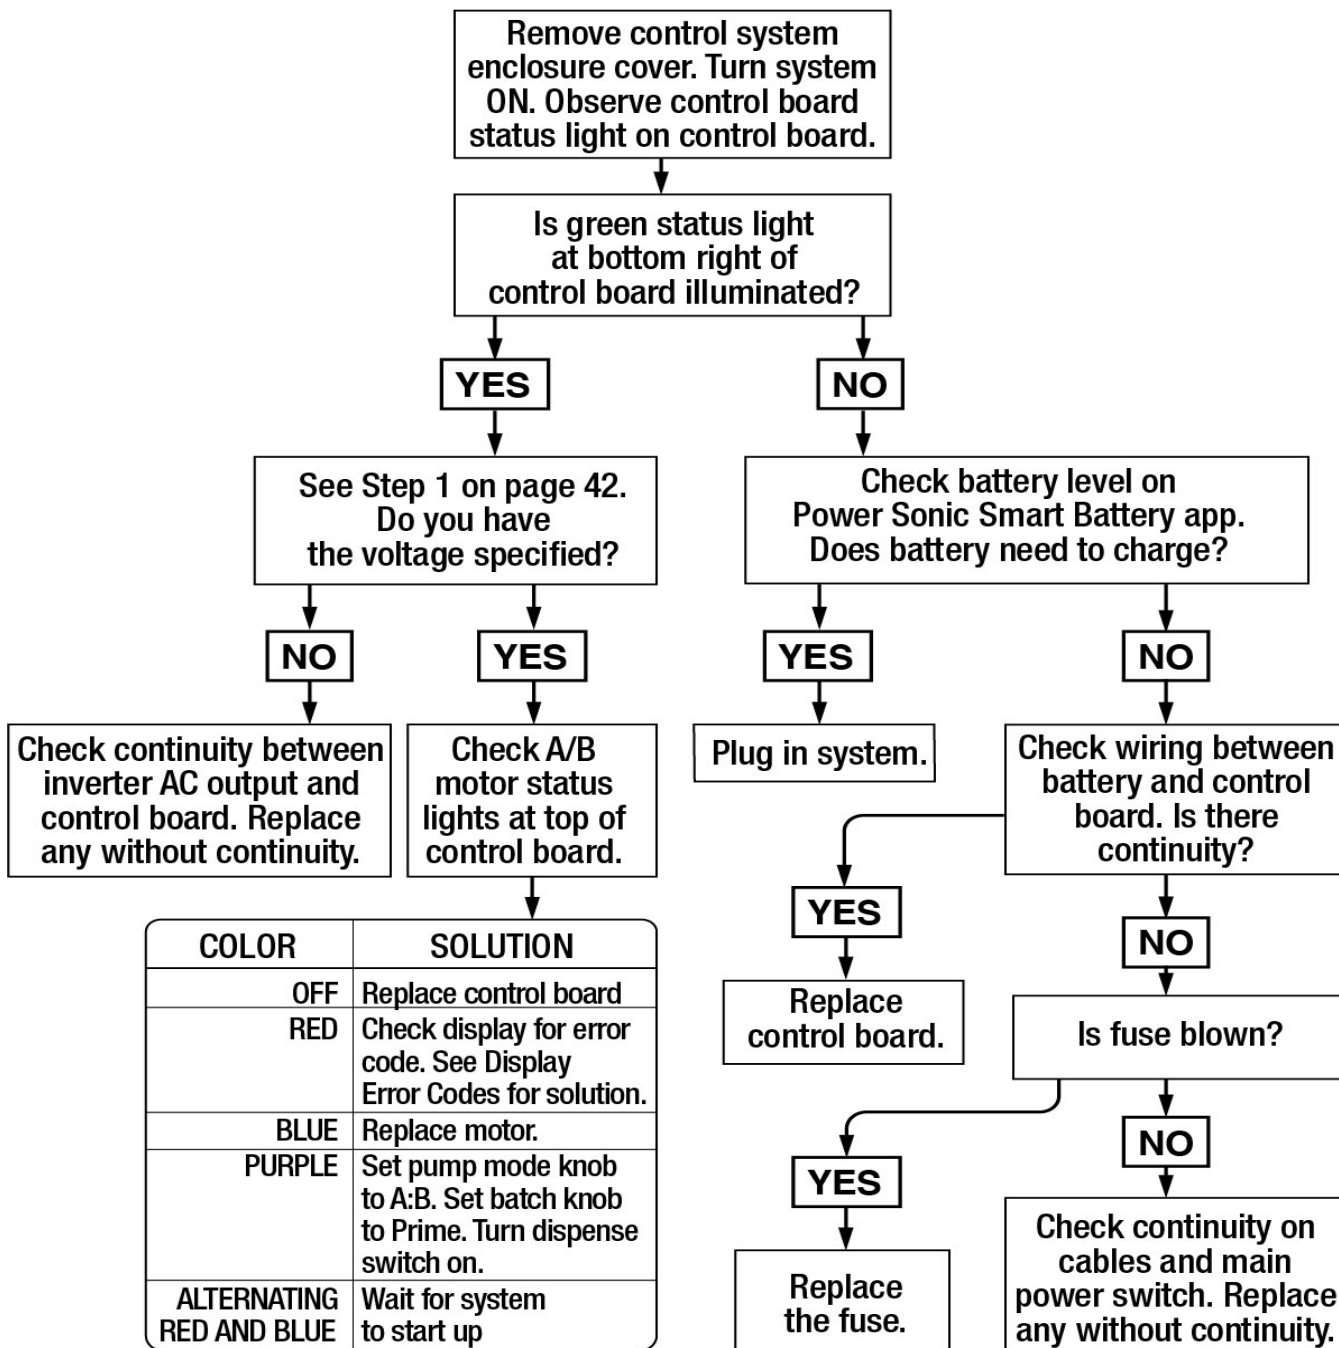 Remove control system
enclosure cover. Turn system
ON. Observe control board
status light on control board.
Is green status light
at bottom right of
control board illuminated?
YES
NO
See Step 1 on page 42.
Do you have
the voltage specified?
Check battery level on
Power Sonic Smart Battery app.
Does battery need to charge?
NO
YES
YES
NO
Check continuity between
inverter AC output and
control board. Replace
any without continuity.
Check A/B
motor status
lights at top of
control board.
Plug in system.
Check wiring between
battery and control
board. Is there
continuity?
YES
NO
COLOR SOLUTION
OFF Replace control board
RED Check display for error
code. See Display
Error Codes for solution.
BLUE Replace motor.
PURPLE Set pump mode knob
to A:B. Set batch knob
to Prime. Turn dispense
switch on.
ALTERNATING Wait for system
RED AND BLUE to start up
Replace
control board.
Is fuse blown?
YES
NO
Replace
the fuse.
Check continuity on
cables and main
power switch. Replace
any without continuity.